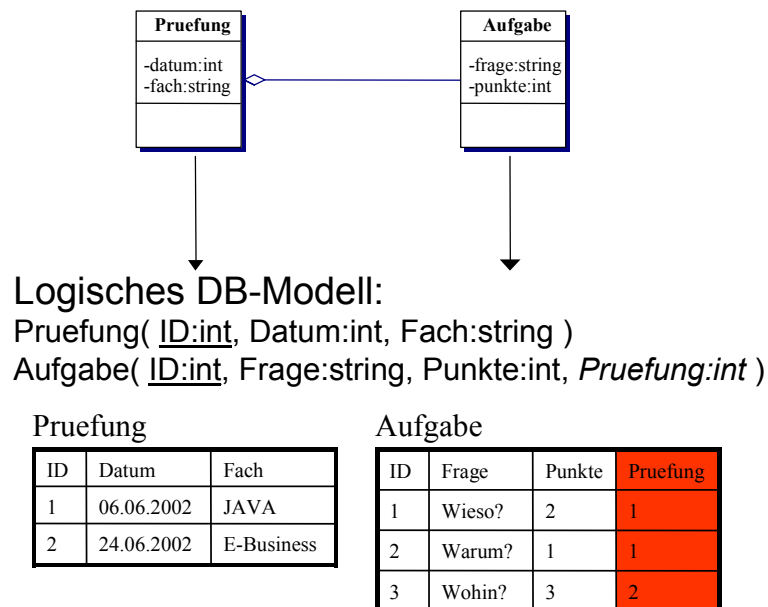 Pruefung
-datum:int
-fach:string
Aufgabe
-frage:string
-punkte:int
Logisches DB-Modell:
Pruefung( ID:int, Datum:int, Fach:string )
Aufgabe( ID:int, Frage:string, Punkte:int, Pruefung:int )
Pruefung
ID Datum Fach
1 06.06.2002 JAVA
2 24.06.2002 E-Business
Aufgabe
ID Frage Punkte Pruefung
1 Wieso? 2 1
2 Warum? 1 1
3 Wohin? 3 2